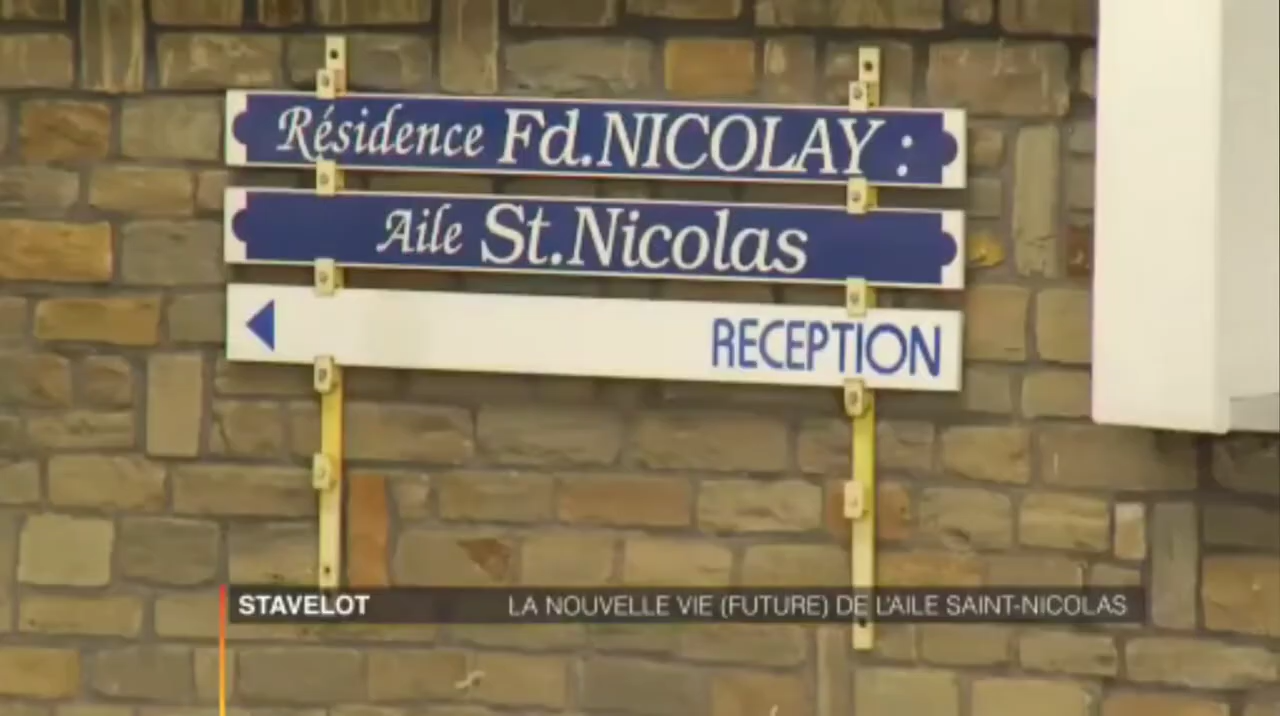 Résidence Fd.NICOLAY :
Aile St.Nicolas
RECEPTION
STAVELOT LA NOUVELLE VIE (FUTURE) DE L'AILE SAINT-NICOLAS